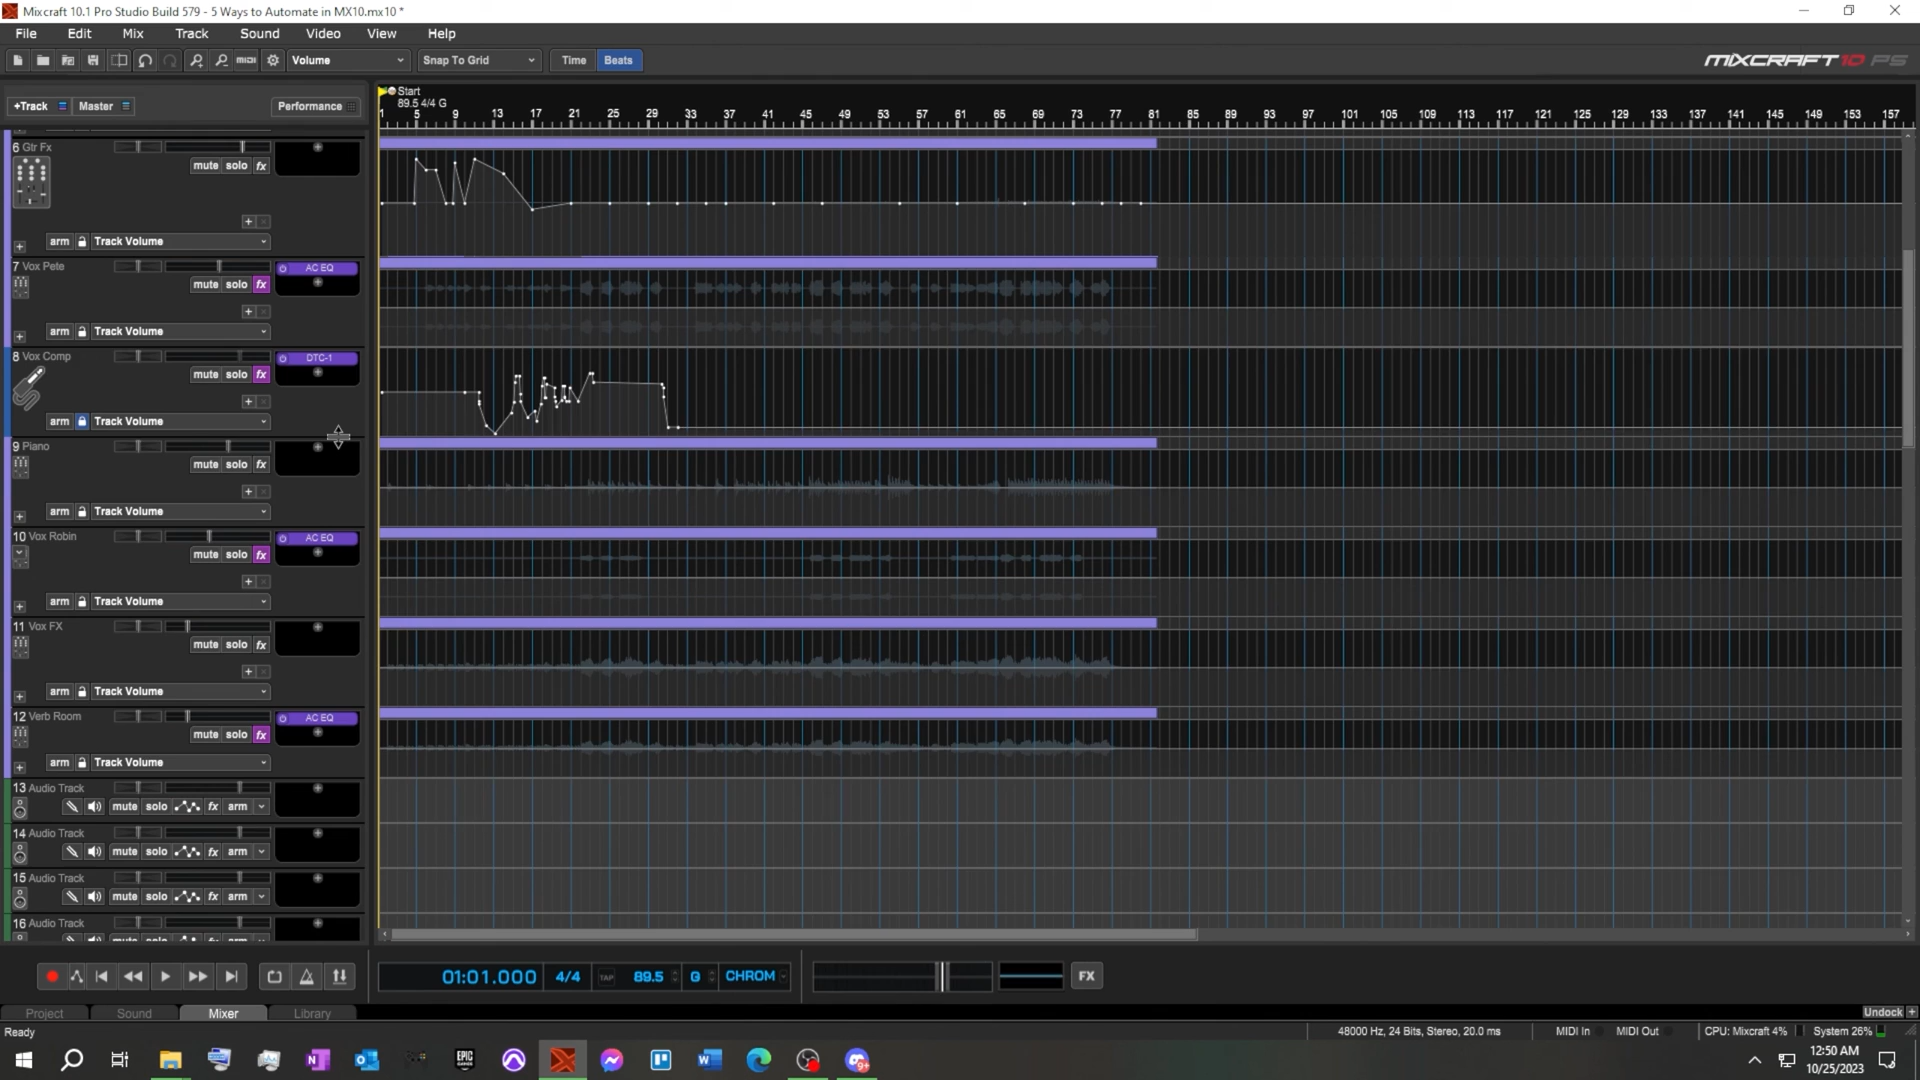 Mixcraft 10.1 Pro Studio Build 579 - 5 Ways to Automate in MX10.mx10 *
File Edit Mix Track Sound Video View Help
MIDI Volume Snap To Grid Time Beats MIXCRAFT 10 PS
+Track Master Performance
Start
89.5 4/4 G
1 5 9 13 17 21 25 29 33 37 41 45 49 53 57 61 65 69 73 77 81 85 89 93 97 101 105 109 113 117 121 125 129 133 137 141 145 149 153 157
6 Gtr Fx
mute solo fx
arm Track Volume
7 Vox Pete AC EQ
mute solo fx
arm Track Volume
8 Vox Comp DTC-1
mute solo fx
arm Track Volume
9 Piano
mute solo fx
arm Track Volume
10 Vox Robin AC EQ
mute solo fx
arm Track Volume
11 Vox FX
mute solo fx
arm Track Volume
12 Verb Room AC EQ
mute solo fx
arm Track Volume
13 Audio Track
mute solo fx arm
14 Audio Track
mute solo fx arm
15 Audio Track
mute solo fx arm
16 Audio Track
mute solo fx arm
01:01.000 4/4 TAP 89.5 G CHROM FX
Project Sound Mixer Library Undock
Ready 48000 Hz, 24 Bits, Stereo, 20.0 ms MIDI In MIDI Out CPU: Mixcraft 4% System 26%
EPIC GAMES 9+
12:50 AM
10/25/2023